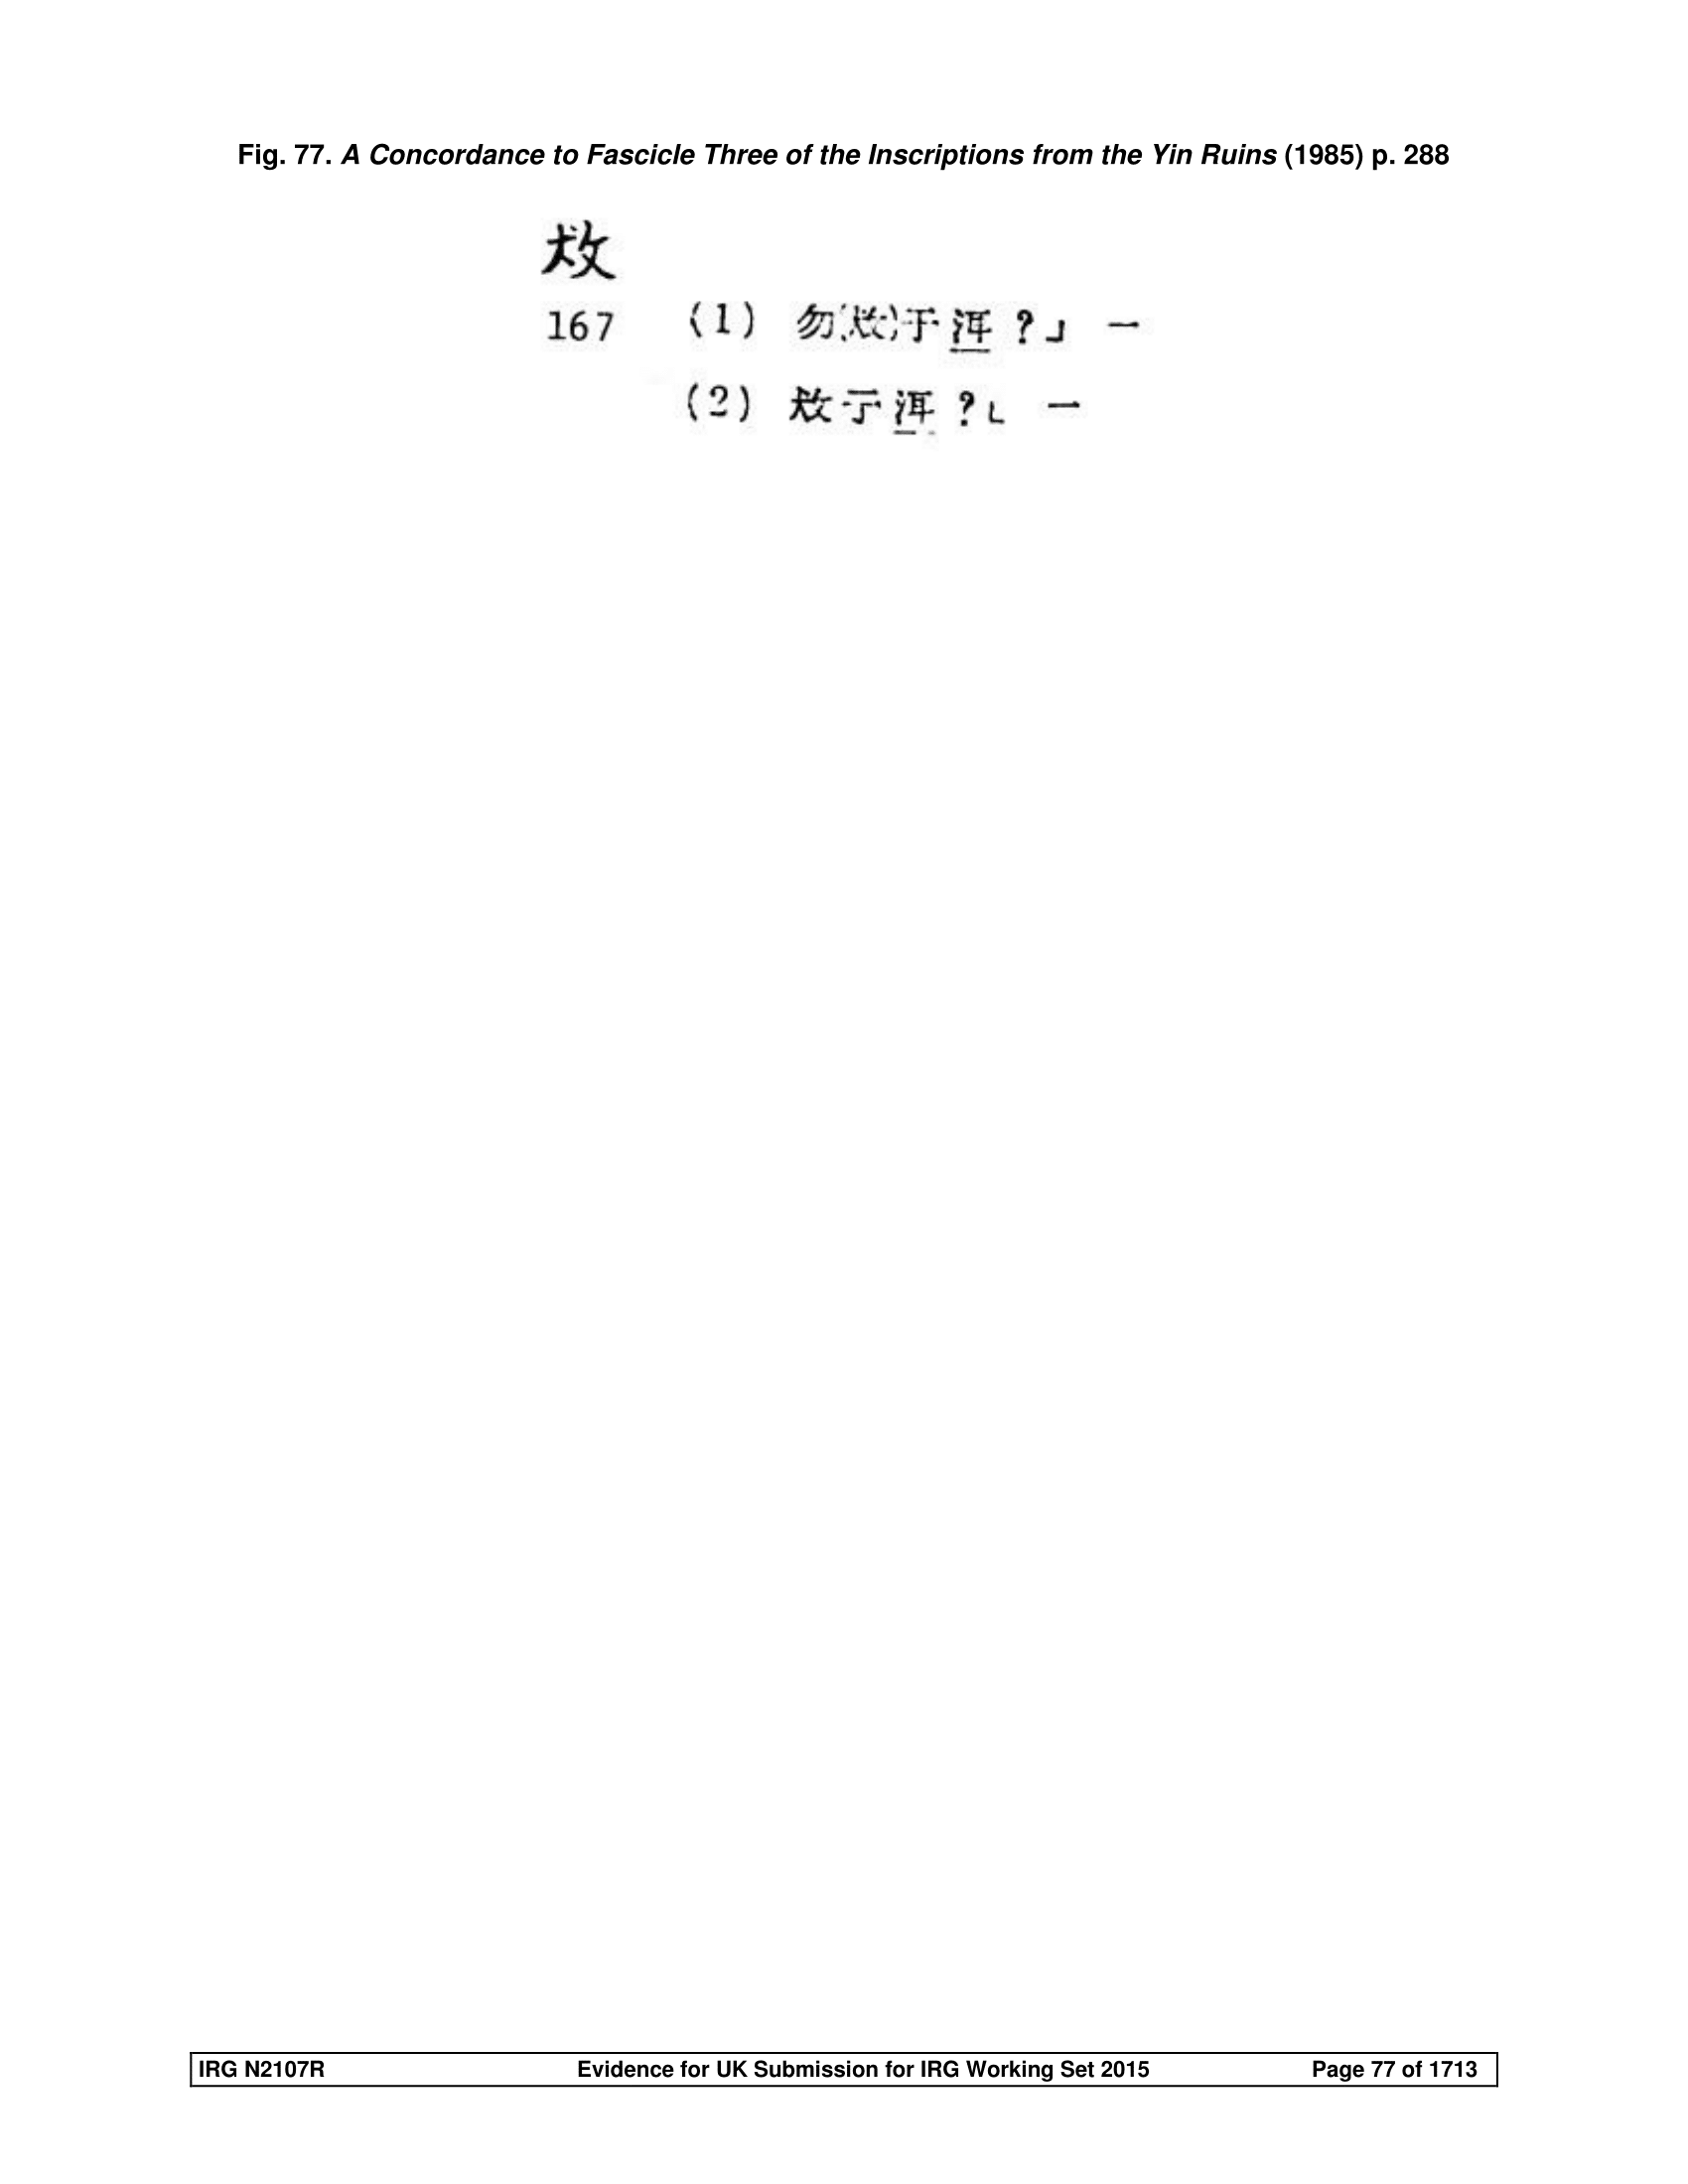 Fig. 77. A Concordance to Fascicle Three of the Inscriptions from the Yin Ruins (1985) p. 288
167 (1) 勿()于洱?」 一
(2) 于洱?∟ 一
IRG N2107R Evidence for UK Submission for IRG Working Set 2015 Page 77 of 1713